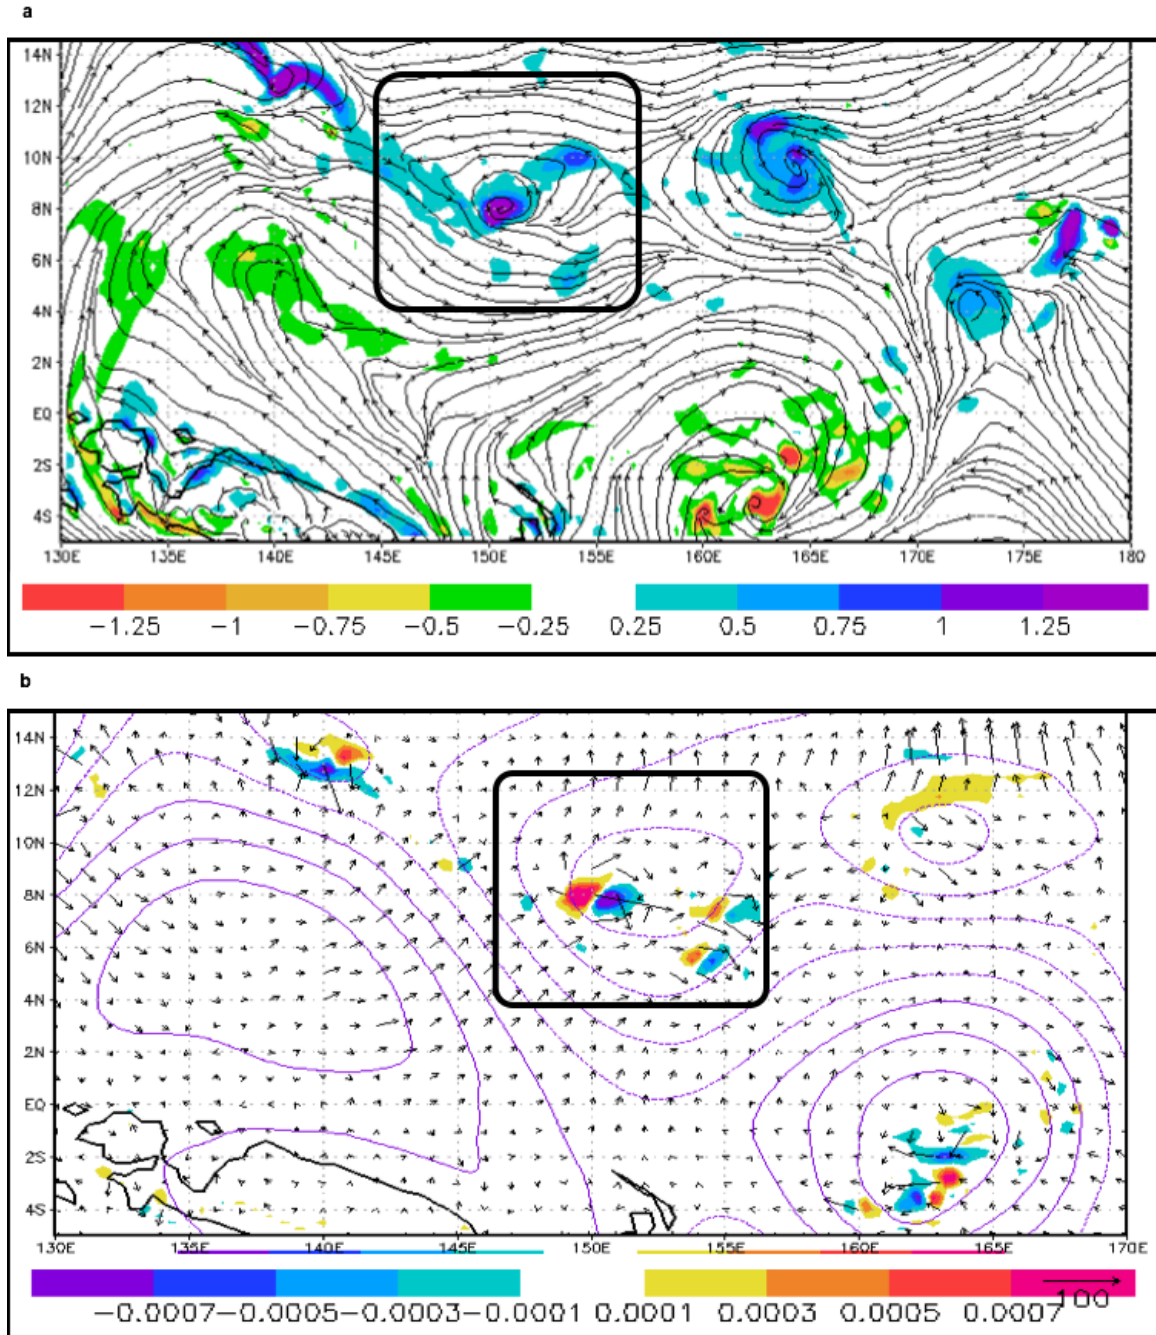 a
14N
12N
10N
8N
6N
4N
2N
EQ
2S
4S
130E 135E 140E 145E 150E 155E 160E 165E 170E 175E 180
−1.25 −1 −0.75 −0.5 −0.25 0.25 0.5 0.75 1 1.25
b
14N
12N
10N
8N
6N
4N
2N
EQ
2S
4S
130E 135E 140E 145E 150E 155E 160E 165E 170E
−0.0007 −0.0005 −0.0003 −0.0001 0.0001 0.0003 0.0005 0.0007 100